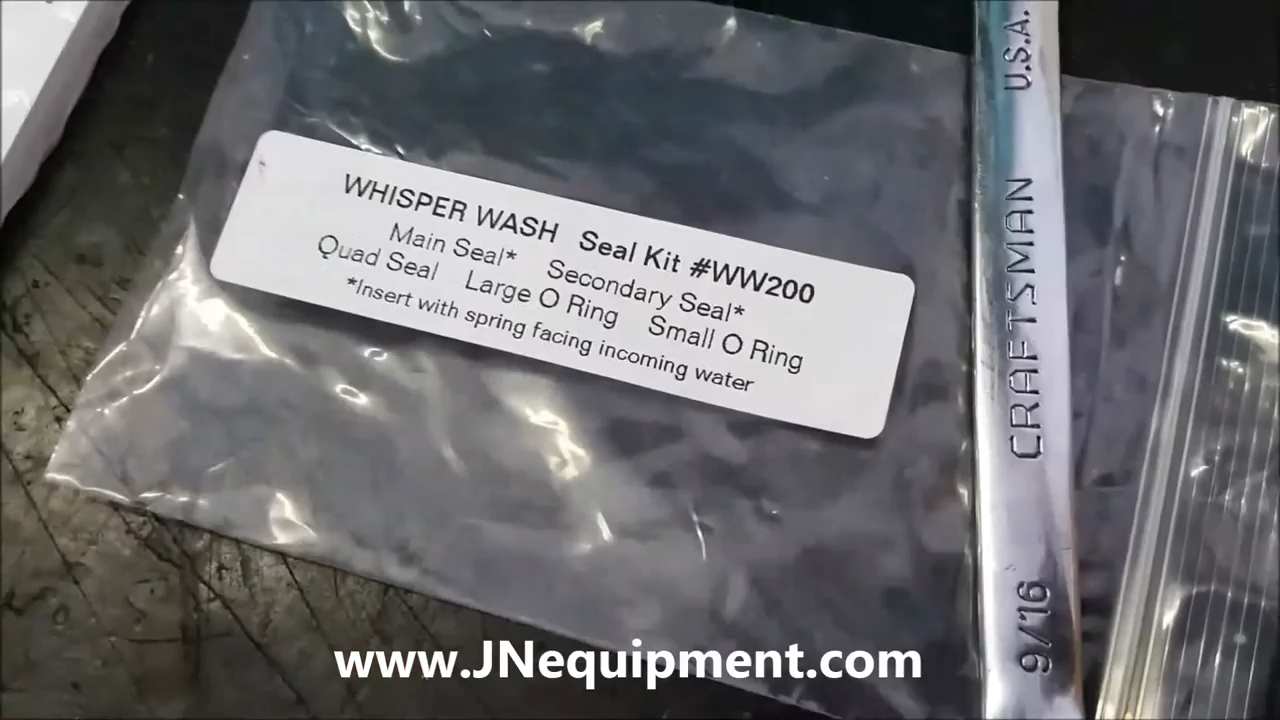 WHISPER WASH Seal Kit #WW200
Main Seal* Secondary Seal*
Quad Seal Large O Ring Small O Ring
*Insert with spring facing incoming water
U.S.A.
CRAFTSMAN
9/16
www.JNequipment.com